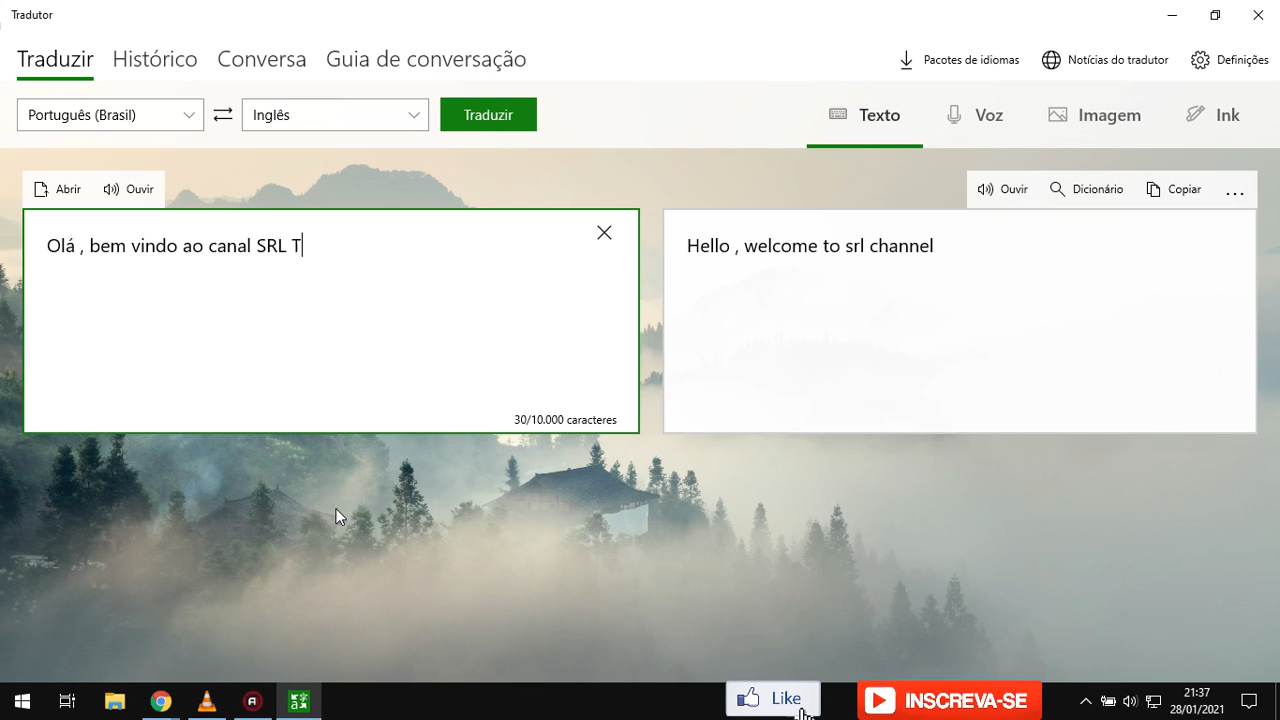 Tradutor
Traduzir Histórico Conversa Guia de conversação
Pacotes de idiomas Notícias do tradutor Definições
Português (Brasil) Inglês Traduzir
Texto Voz Imagem Ink
Abrir Ouvir
Ouvir Dicionário Copiar ...
Olá , bem vindo ao canal SRL T
30/10.000 caracteres
Hello , welcome to srl channel
Like
INSCREVA-SE
21:37
28/01/2021